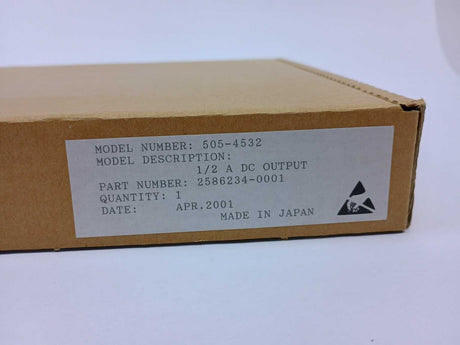 MODEL NUMBER: 505-4532
MODEL DESCRIPTION:
1/2 A DC OUTPUT
PART NUMBER: 2586234-0001
QUANTITY: 1
DATE: APR.2001
MADE IN JAPAN